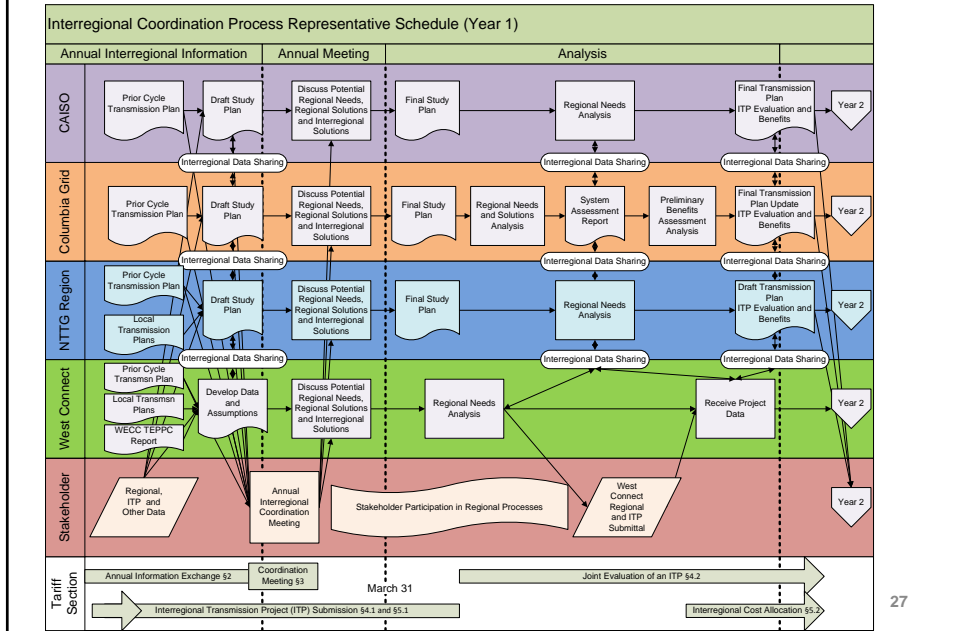 Interregional Coordination Process Representative Schedule (Year 1)
Annual Interregional Information
Annual Meeting
Analysis
CAISO
Prior Cycle
Transmission Plan
Draft Study
Plan
Discuss Potential
Regional Needs,
Regional Solutions
and Interregional
Solutions
Final Study
Plan
Regional Needs
Analysis
Final Transmission
Plan
ITP Evaluation and
Benefits
Year 2
Interregional Data Sharing
Interregional Data Sharing
Interregional Data Sharing
Columbia Grid
Prior Cycle
Transmission Plan
Draft Study
Plan
Discuss Potential
Regional Needs,
Regional Solutions
and Interregional
Solutions
Final Study
Plan
Regional Needs
and Solutions
Analysis
System
Assessment
Report
Preliminary
Benefits
Assessment
Analysis
Final Transmission
Plan Update
ITP Evaluation and
Benefits
Year 2
Interregional Data Sharing
Interregional Data Sharing
Interregional Data Sharing
NTTG Region
Prior Cycle
Transmission Plan
Local
Transmission
Plans
Draft Study
Plan
Discuss Potential
Regional Needs,
Regional Solutions
and Interregional
Solutions
Final Study
Plan
Regional Needs
Analysis
Draft Transmission
Plan
ITP Evaluation and
Benefits
Year 2
Interregional Data Sharing
Interregional Data Sharing
Interregional Data Sharing
West Connect
Prior Cycle
Transmsn Plan
Local Transmsn
Plans
WECC TEPPC
Report
Develop Data
and
Assumptions
Discuss Potential
Regional Needs,
Regional Solutions
and Interregional
Solutions
Regional Needs
Analysis
Receive Project
Data
Year 2
Stakeholder
Regional,
ITP and
Other Data
Annual
Interregional
Coordination
Meeting
Stakeholder Participation in Regional Processes
West
Connect
Regional
and ITP
Submittal
Year 2
Tariff
Section
Annual Information Exchange §2
Coordination
Meeting §3
March 31
Joint Evaluation of an ITP §4.2
Interregional Transmission Project (ITP) Submission §4.1 and §5.1
Interregional Cost Allocation §5.2
27